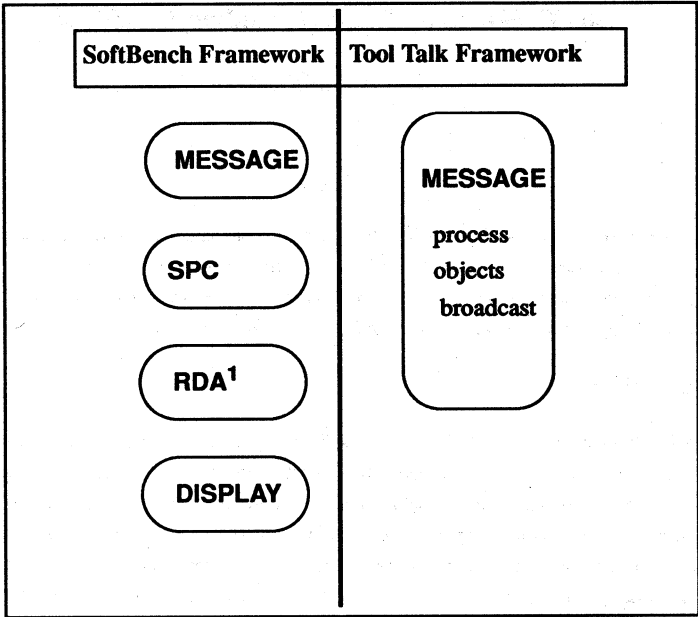 SoftBench Framework
Tool Talk Framework
MESSAGE
SPC
RDA¹
DISPLAY
MESSAGE
process
objects
broadcast